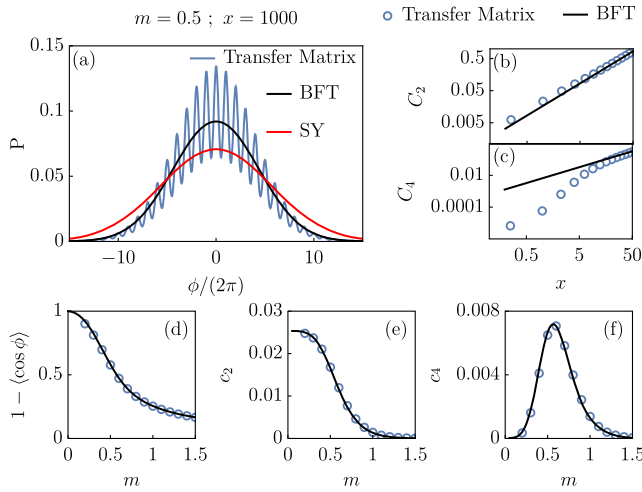 m = 0.5 ; x = 1000
Transfer Matrix
BFT
(a)
Transfer Matrix
BFT
SY
P
0.15
0.1
0.05
0
−10
0
10
ϕ/(2π)
(b)
C₂
0.5
0.05
0.005
(c)
C₄
0.01
0.0001
0.5
5
50
x
(d)
1 − ⟨cos ϕ⟩
1
0.5
0
0
0.5
1
1.5
m
(e)
c₂
0.03
0.02
0.01
0
0
0.5
1
1.5
m
(f)
c₄
0.008
0.004
0
0
0.5
1
1.5
m